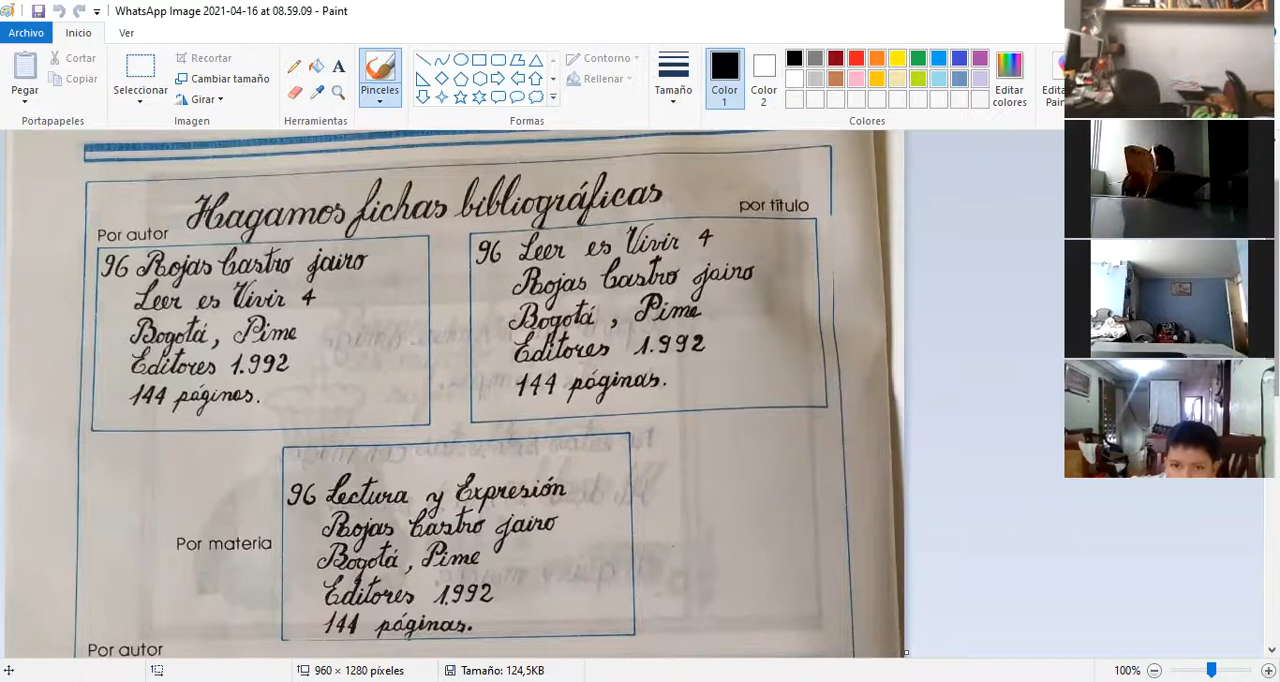 WhatsApp Image 2021-04-16 at 08.59.09 - Paint
Archivo Inicio Ver
Pegar
Cortar
Copiar
Portapapeles
Seleccionar
Recortar
Cambiar tamaño
Girar
Imagen
A
Herramientas
Pinceles
Contorno
Rellenar
Formas
Tamaño
Color 1
Color 2
Editar colores
Colores
Hagamos fichas bibliográficas
Por autor
96 Rojas Castro jairo
Leer es Vivir 4
Bogotá, Pime
Editores 1.992
144 páginas.
por título
96 Leer es Vivir 4
Rojas Castro jairo
Bogotá, Pime
Editores 1.992
144 páginas.
Por materia
96 Lectura y Expresión
Rojas Castro jairo
Bogotá, Pime
Editores 1.992
144 páginas.
Por autor
960 × 1280 píxeles
Tamaño: 124,5KB
100%